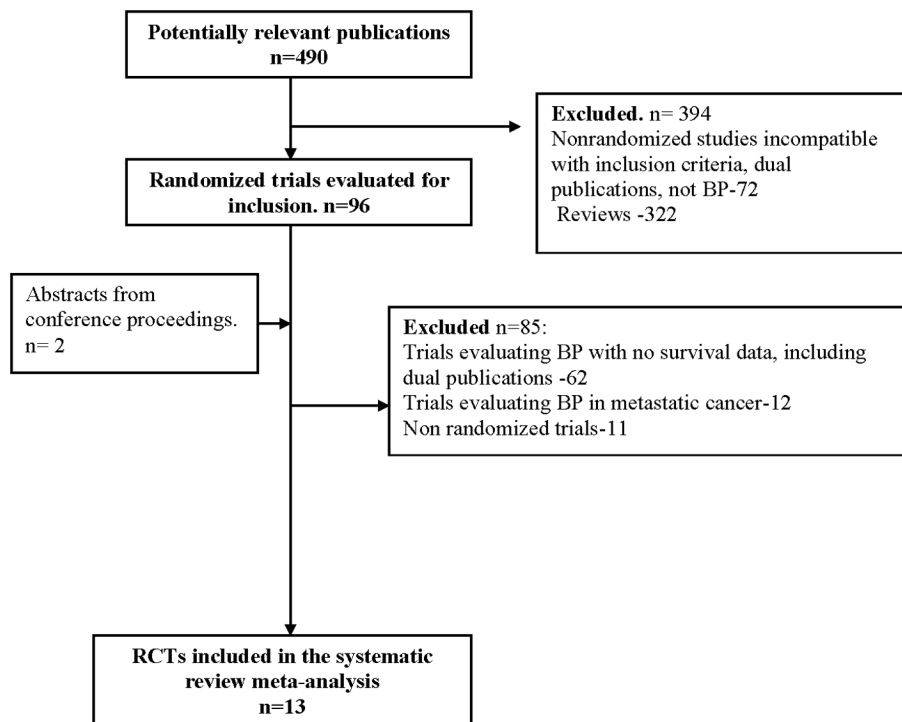 Potentially relevant publications
n=490
Excluded. n= 394
Nonrandomized studies incompatible
with inclusion criteria, dual
publications, not BP-72
Reviews -322
Randomized trials evaluated for
inclusion. n=96
Abstracts from
conference proceedings.
n= 2
Excluded n=85:
Trials evaluating BP with no survival data, including
dual publications -62
Trials evaluating BP in metastatic cancer-12
Non randomized trials-11
RCTs included in the systematic
review meta-analysis
n=13